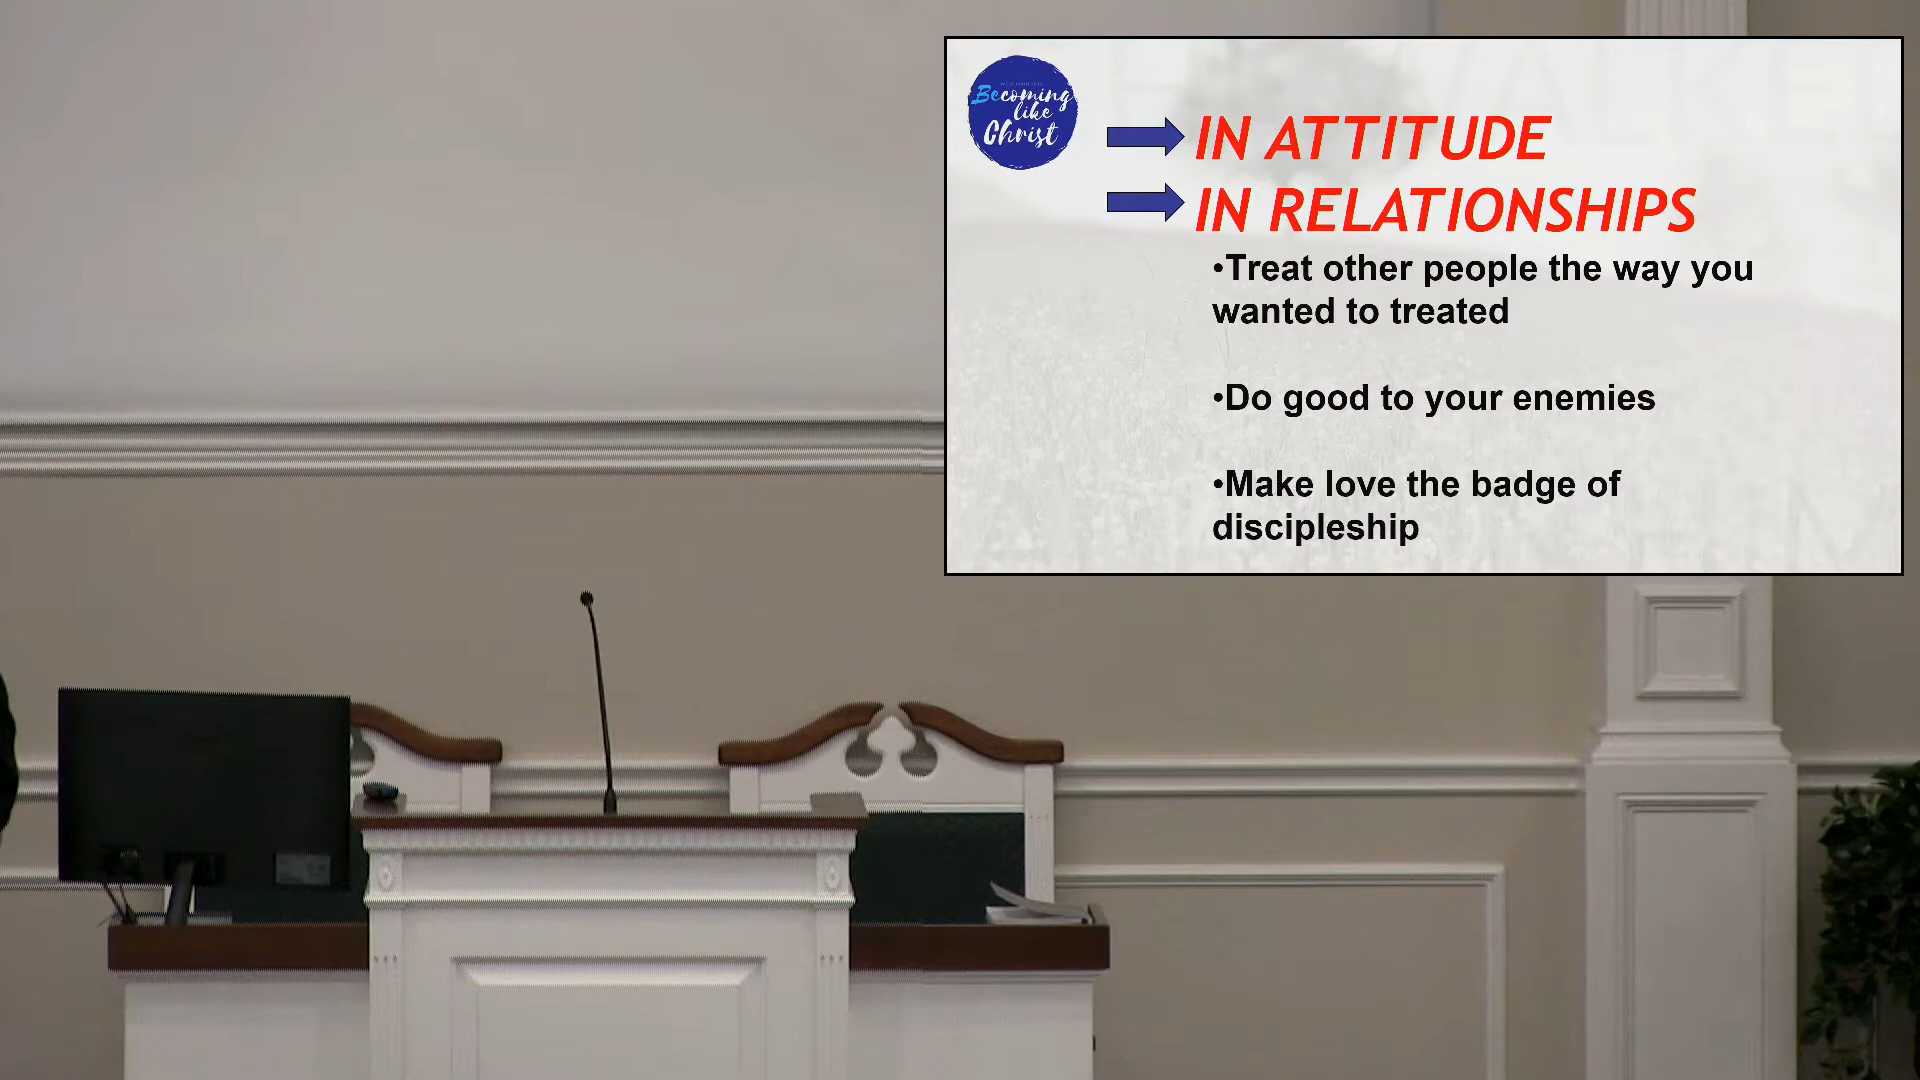 Becoming
like
Christ
IN ATTITUDE
IN RELATIONSHIPS
•Treat other people the way you
wanted to treated
•Do good to your enemies
•Make love the badge of
discipleship